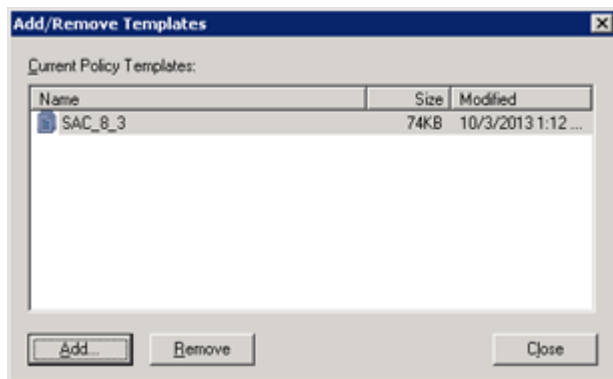 Add/Remove Templates
Current Policy Templates:
Name Size Modified
SAC_8_3 74KB 10/3/2013 1:12 ...
Add... Remove Close